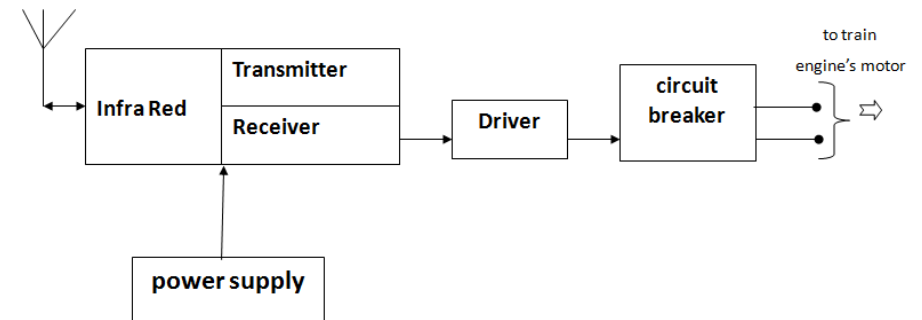 to train
engine's motor
Transmitter
Infra Red
Receiver
Driver
circuit
breaker
power supply